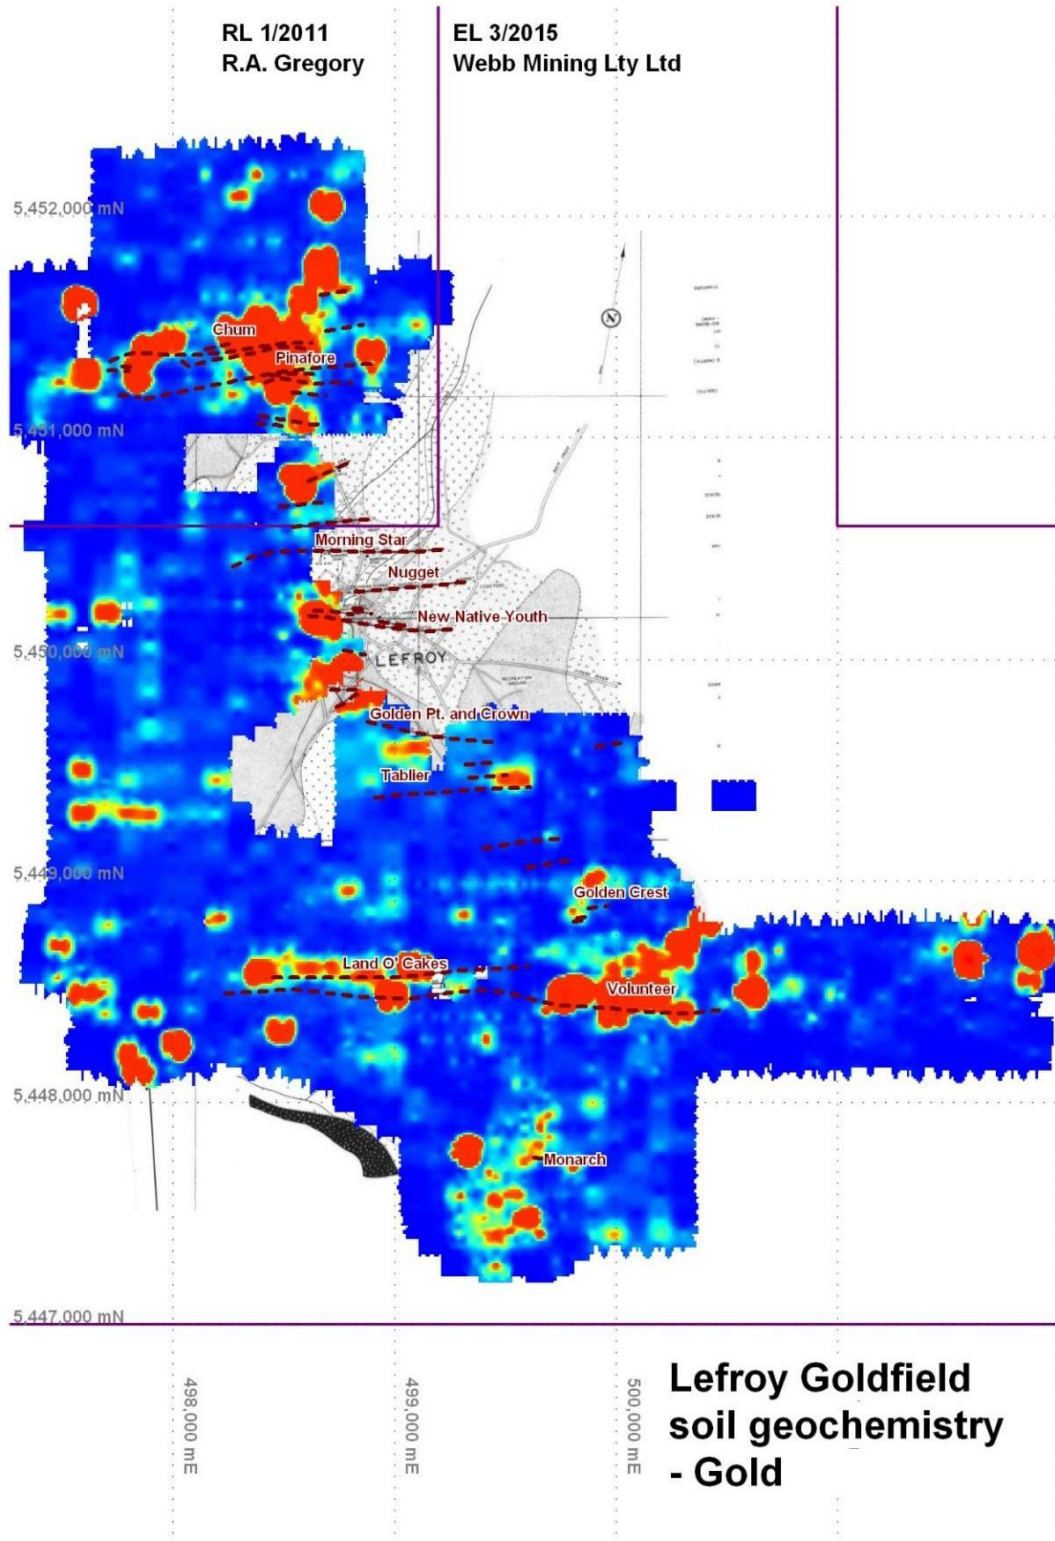 RL 1/2011
R.A. Gregory
EL 3/2015
Webb Mining Lty Ltd
5,452,000 mN
Chum
Pinafore
5,451,000 mN
Morning Star
Nugget
New Native Youth
5,450,000 mN
LEFROY
RECREATION
GROUND
Golden Pt. and Crown
Tablier
5,449,000 mN
Golden Crest
Land O' Cakes
Volunteer
5,448,000 mN
Monarch
5,447,000 mN
498,000 mE
499,000 mE
500,000 mE
Lefroy Goldfield
soil geochemistry
- Gold
N